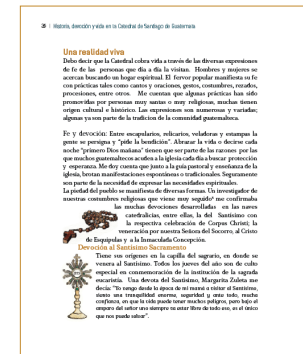 28 | Historia, devoción y vida en la Catedral de Santiago de Guatemala
Una realidad viva
Debo decir que la Catedral cobra vida a través de las diversas expresiones
de fe de las personas que día a día la visitan. Hombres y mujeres se
acercan buscando un hogar espiritual. El fervor popular manifiesta su fe
con prácticas tales como cantos y oraciones, gestos, costumbres, rezados,
procesiones, entre otros. Me cuentan que algunas prácticas han sido
promovidas por personas muy santas o muy religiosas, muchas tienen
origen cultural e histórico. Las expresiones son numerosas y variadas;
algunas ya son parte de la tradición de la comunidad guatemalteca.
Fe y devoción: Entre escapularios, relicarios, veladoras y estampas la
gente se persigna y "pide la bendición". Abrazar la vida o decirse cada
noche "primero Dios mañana" tienen que ser parte de las razones por las
que muchos guatemaltecos acuden a la iglesia cada día a buscar protección
y esperanza. Me doy cuenta que junto a la guía pastoral y enseñanza de la
iglesia, brotan manifestaciones espontáneas o tradicionales. Seguramente
son parte de la necesidad de expresar las necesidades espirituales.
La piedad del pueblo se manifiesta de diversas formas. Un investigador de
nuestras costumbres religiosas que viene muy seguido⁸ me confirmaba
las muchas devociones desarrolladas en las naves
catedralicias, entre ellas, la del Santísimo con
la respectiva celebración de Corpus Christi; la
veneración por nuestra Señora del Socorro, al Cristo
de Esquipulas y a la Inmaculada Concepción.
Devoción al Santísimo Sacramento
Tiene sus orígenes en la capilla del sagrario, en donde se
venera al Santísimo. Todos los jueves del año son de culto
especial en conmemoración de la institución de la sagrada
eucaristía. Una devota del Santísimo, Margarita Zuleta me
decía: "Yo vengo desde la época de mi mamá a visitar al Santísimo,
siento una tranquilidad enorme, seguridad y ante todo, mucha
confianza, en que la vida puede tener muchos peligros, pero bajo el
amparo del señor uno siempre va estar libre de todo eso, es el único
que nos puede salvar".